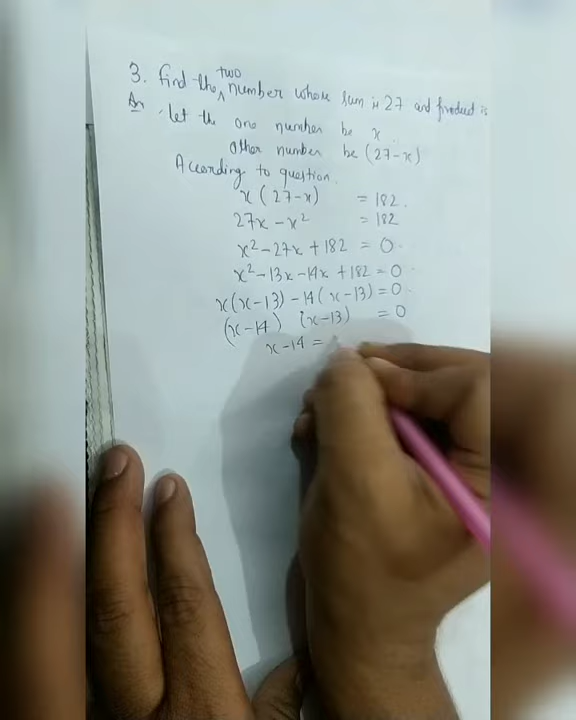 3. find the ^two number whose sum is 27 and product is
An let the one number be x
other number be (27-x)
According to question.
x (27-x) = 182.
27x - x² = 182
x² - 27x + 182 = 0.
x² - 13x - 14x + 182 = 0.
x(x-13) - 14(x-13) = 0.
(x-14) (x-13) = 0
x-14 =